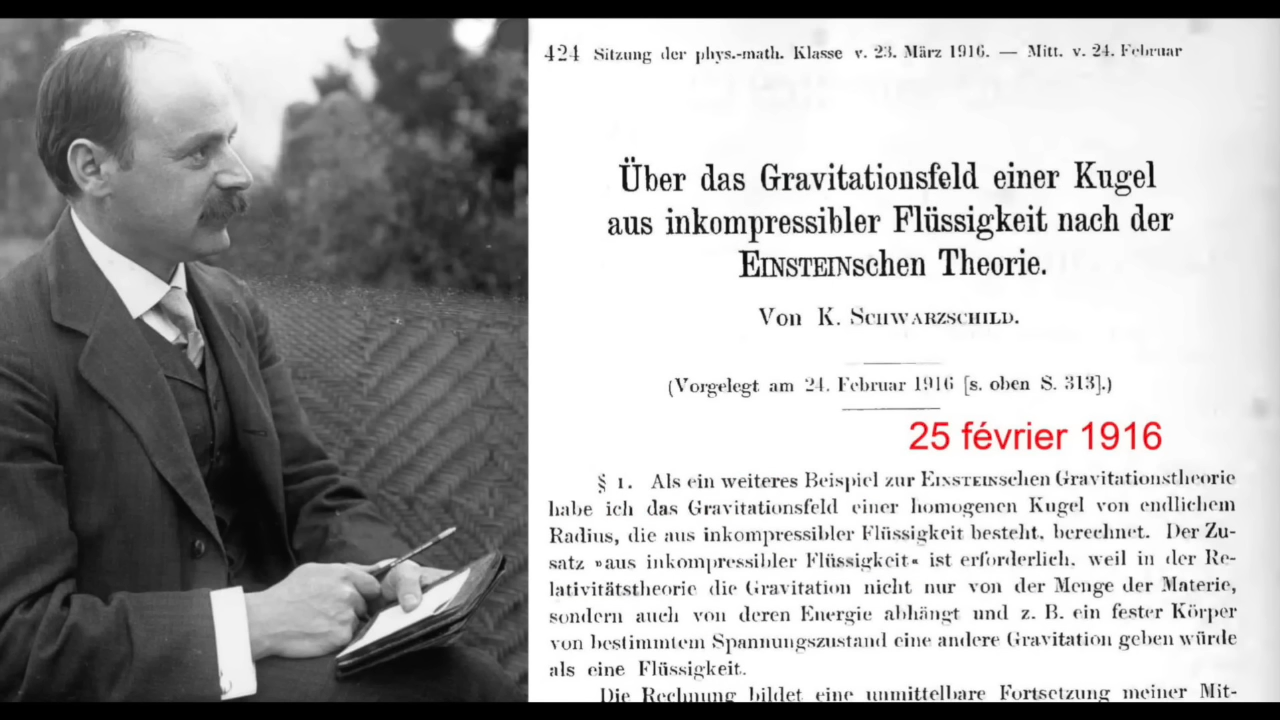 424 Sitzung der phys.-math. Klasse v. 23. März 1916. — Mitt. v. 24. Februar
Über das Gravitationsfeld einer Kugel
aus inkompressibler Flüssigkeit nach der
EINSTEINschen Theorie.
Von K. SCHWARZSCHILD.
(Vorgelegt am 24. Februar 1916 [s. oben S. 313].)
25 février 1916
§ 1. Als ein weiteres Beispiel zur EINSTEINschen Gravitationstheorie
habe ich das Gravitationsfeld einer homogenen Kugel von endlichem
Radius, die aus inkompressibler Flüssigkeit besteht, berechnet. Der Zu-
satz »aus inkompressibler Flüssigkeit« ist erforderlich, weil in der Re-
lativitätstheorie die Gravitation nicht nur von der Menge der Materie,
sondern auch von deren Energie abhängt und z. B. ein fester Körper
von bestimmtem Spannungszustand eine andere Gravitation geben würde
als eine Flüssigkeit.
Die Rechnung bildet eine unmittelbare Fortsetzung meiner Mit-